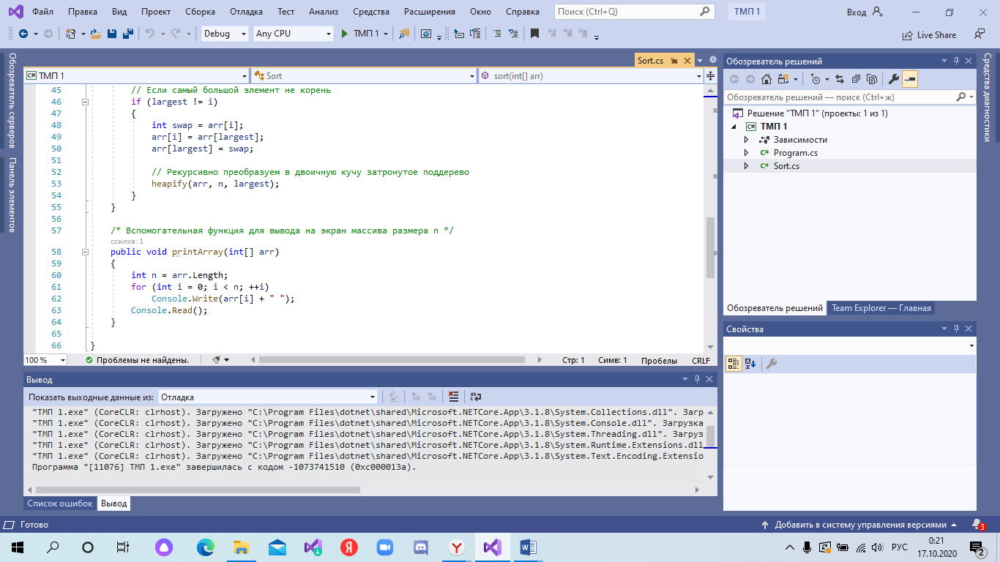 Файл Правка Вид Проект Сборка Отладка Тест Анализ Средства Расширения Окно Справка Поиск (Ctrl+Q) ТМП 1 Вход
Debug Any CPU ТМП 1 Live Share
Обозреватель серверов
Панель элементов
Sort.cs
C# ТМП 1 Sort sort(int[] arr)
45 // Если самый большой элемент не корень
46 if (largest != i)
47 {
48 int swap = arr[i];
49 arr[i] = arr[largest];
50 arr[largest] = swap;
51
52 // Рекурсивно преобразуем в двоичную кучу затронутое поддерево
53 heapify(arr, n, largest);
54 }
55 }
56
57 /* Вспомогательная функция для вывода на экран массива размера n */
ссылка: 1
58 public void printArray(int[] arr)
59 {
60 int n = arr.Length;
61 for (int i = 0; i < n; ++i)
62 Console.Write(arr[i] + " ");
63 Console.Read();
64 }
65
66 }
100 % Проблемы не найдены. Стр: 1 Симв: 1 Пробелы CRLF
Вывод
Показать выходные данные из: Отладка
"ТМП 1.exe" (CoreCLR: clrhost). Загружено "C:\Program Files\dotnet\shared\Microsoft.NETCore.App\3.1.8\System.Collections.dll". Загр
"ТМП 1.exe" (CoreCLR: clrhost). Загружено "C:\Program Files\dotnet\shared\Microsoft.NETCore.App\3.1.8\System.Console.dll". Загрузка
"ТМП 1.exe" (CoreCLR: clrhost). Загружено "C:\Program Files\dotnet\shared\Microsoft.NETCore.App\3.1.8\System.Threading.dll". Загруз
"ТМП 1.exe" (CoreCLR: clrhost). Загружено "C:\Program Files\dotnet\shared\Microsoft.NETCore.App\3.1.8\System.Runtime.Extensions.dll
"ТМП 1.exe" (CoreCLR: clrhost). Загружено "C:\Program Files\dotnet\shared\Microsoft.NETCore.App\3.1.8\System.Text.Encoding.Extensio
Программа "[11076] ТМП 1.exe" завершилась с кодом -1073741510 (0xc000013a).
Список ошибок Вывод
Обозреватель решений
Обозреватель решений — поиск (Ctrl+ж)
Решение "ТМП 1" (проекты: 1 из 1)
C# ТМП 1
Зависимости
C# Program.cs
C# Sort.cs
Обозреватель решений Team Explorer — Главная
Свойства
Средства диагностики
Готово Добавить в систему управления версиями 3
Я Y W РУС 0:21
17.10.2020 2